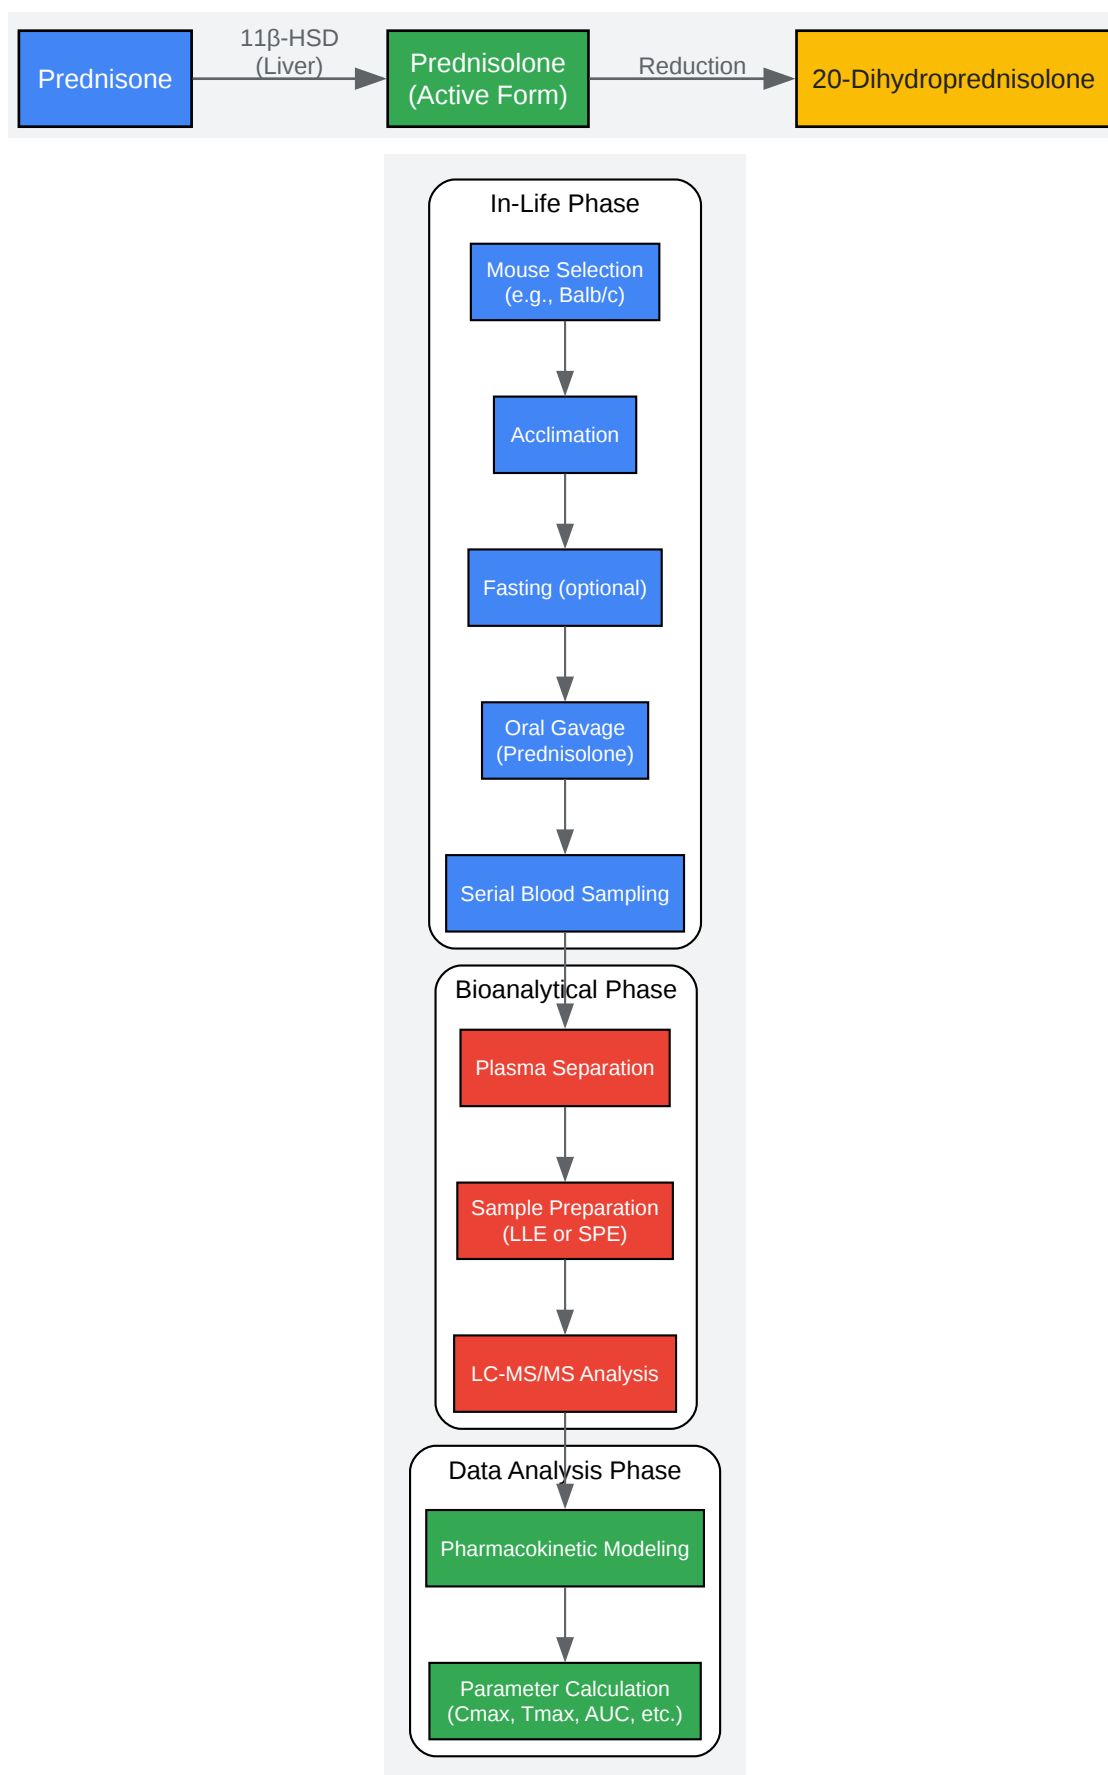 Prednisone
11β-HSD
(Liver)
Prednisolone
(Active Form)
Reduction
20-Dihydroprednisolone
In-Life Phase
Mouse Selection
(e.g., Balb/c)
Acclimation
Fasting (optional)
Oral Gavage
(Prednisolone)
Serial Blood Sampling
Bioanalytical Phase
Plasma Separation
Sample Preparation
(LLE or SPE)
LC-MS/MS Analysis
Data Analysis Phase
Pharmacokinetic Modeling
Parameter Calculation
(Cmax, Tmax, AUC, etc.)